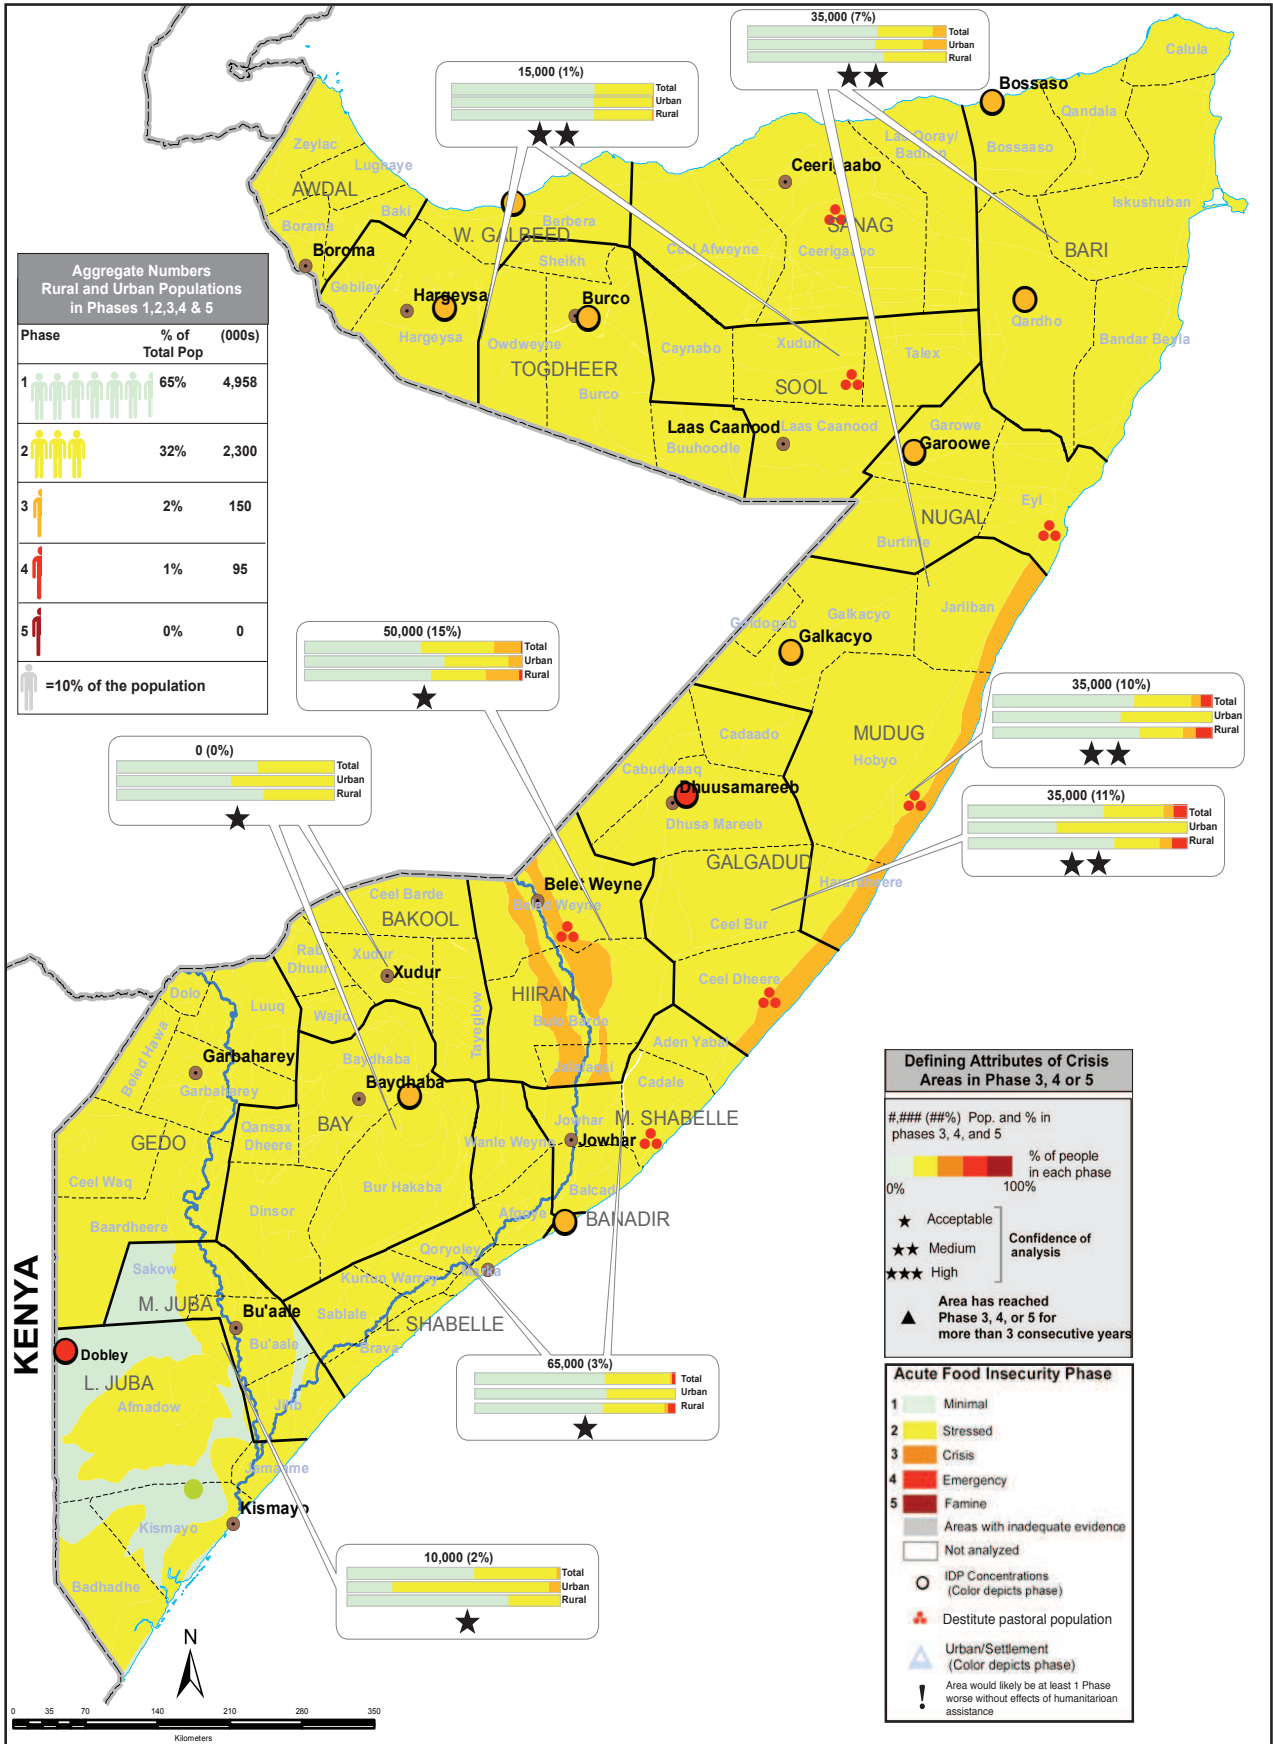 35,000 (7%)
Total
Urban
Rural
15,000 (1%)
Total
Urban
Rural
Calula
Bossaso
Qandala
Las Qoray/
Badhan
Bossaaso
Zeylac
Lughaye
Ceerigaabo
AWDAL
Iskushuban
Baki
Borama
Berbera
W. GALBEED
SANAG
Boroma
Ceel Afweyne
Ceerigaabo
BARI
Sheikh
Gebiley
Hargeysa
Burco
Qardho
Hargeysa
Owdweyne
Caynabo
Xudun
Talex
Bandar Beyla
TOGDHEER
SOOL
Burco
Laas Caanood
Laas Caanood
Garowe
Buuhoodle
Garoowe
Eyl
NUGAL
Burtinle
Aggregate Numbers
Rural and Urban Populations
in Phases 1,2,3,4 & 5
Phase
% of
Total Pop
(000s)
1 65% 4,958
2 32% 2,300
3 2% 150
4 1% 95
5 0% 0
=10% of the population
Jariiban
Galkacyo
Goldogob
Galkacyo
50,000 (15%)
Total
Urban
Rural
35,000 (10%)
Total
Urban
Rural
MUDUG
Hobyo
Cadaado
Cabudwaaq
Dhuusamareeb
Dhusa Mareeb
0 (0%)
Total
Urban
Rural
35,000 (11%)
Total
Urban
Rural
GALGADUD
Harardheere
Belet Weyne
Beled Weyne
Ceel Barde
BAKOOL
Ceel Bur
Rab
Dhuur
Xudur
Xudur
Ceel Dheere
HIIRAN
Dolo
Luuq
Wajid
Tayeglow
Bulo Barde
Aden Yabal
Beled Hawa
Garbaharey
Garbaharey
Baydhaba
Baydhaba
Jalalaqsi
Cadale
BAY
M. SHABELLE
Jowhar
Jowhar
Qansax
Dheere
GEDO
Wanle Weyne
Ceel Waq
Bur Hakaba
Balcad
Dinsor
Afgoye
BANADIR
Baardheere
Qoryoley
Marka
Kurtun Warrey
Sakow
M. JUBA
Bu'aale
Sablale
L. SHABELLE
Bu'aale
Brava
KENYA
Dobley
L. JUBA
Afmadow
Jilib
65,000 (3%)
Total
Urban
Rural
Jamaame
Kismayo
Kismayo
Badhadhe
10,000 (2%)
Total
Urban
Rural
N
0 35 70 140 210 280 350
Kilometers
Defining Attributes of Crisis
Areas in Phase 3, 4 or 5
#,### (##%) Pop. and % in
phases 3, 4, and 5
% of people
in each phase
0% 100%
Acceptable
Medium
High
Confidence of
analysis
Area has reached
Phase 3, 4, or 5 for
more than 3 consecutive years
Acute Food Insecurity Phase
1 Minimal
2 Stressed
3 Crisis
4 Emergency
5 Famine
Areas with inadequate evidence
Not analyzed
IDP Concentrations
(Color depicts phase)
Destitute pastoral population
Urban/Settlement
(Color depicts phase)
! Area would likely be at least 1 Phase
worse without effects of humanitarioan
assistance